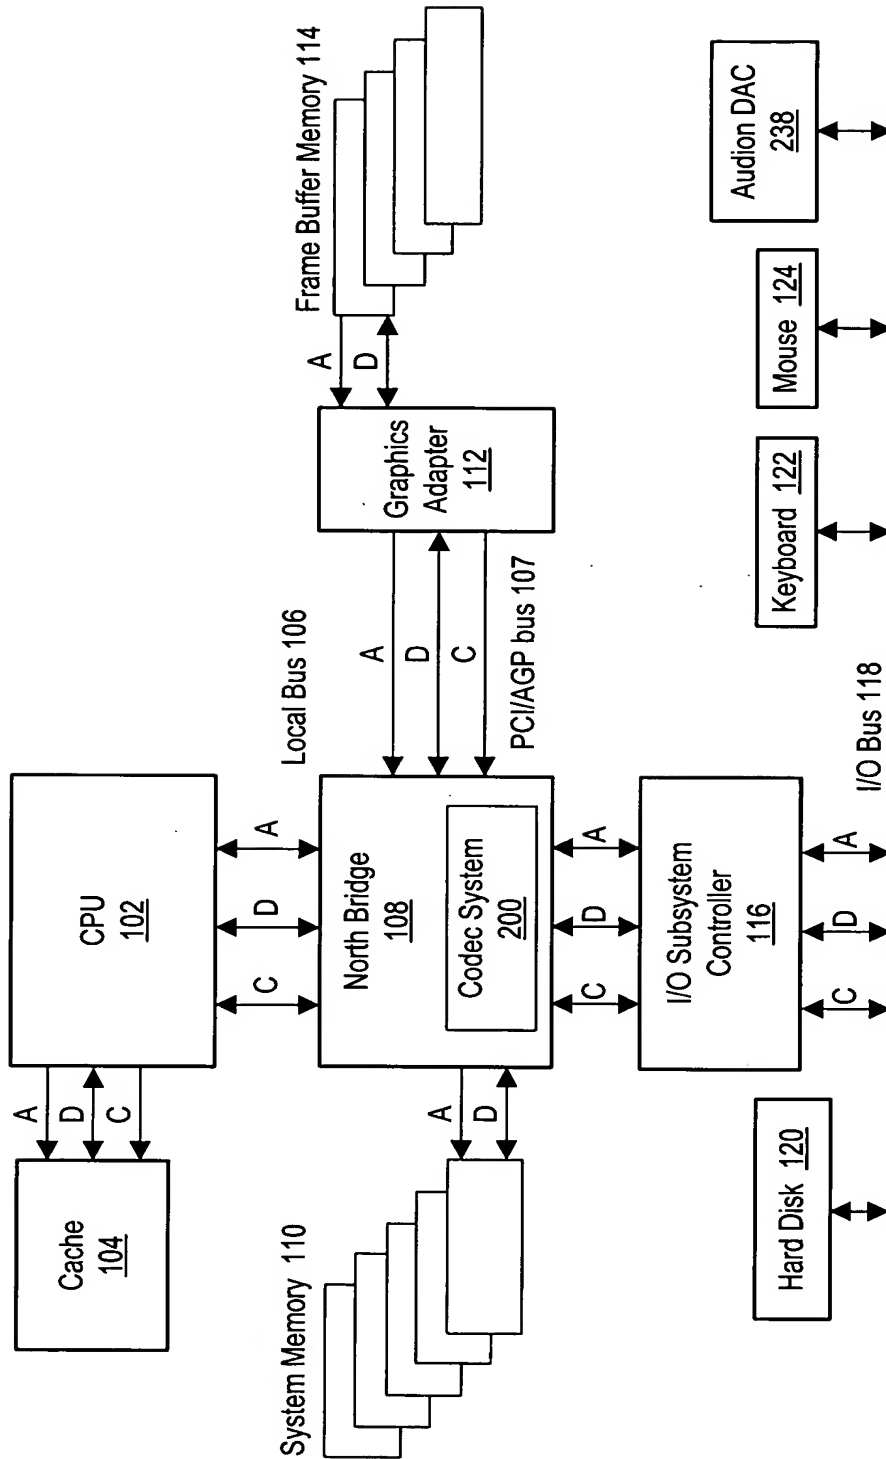 Cache
104
A
D
C
CPU
102
C
D
A
Local Bus 106
System Memory 110
A
D
North Bridge
108
Codec System
200
A
D
C
PCI/AGP bus 107
Graphics
Adapter
112
A
D
Frame Buffer Memory 114
C
D
A
I/O Subsystem
Controller
116
C
D
A
I/O Bus 118
Hard Disk 120
Keyboard 122
Mouse 124
Audion DAC
238